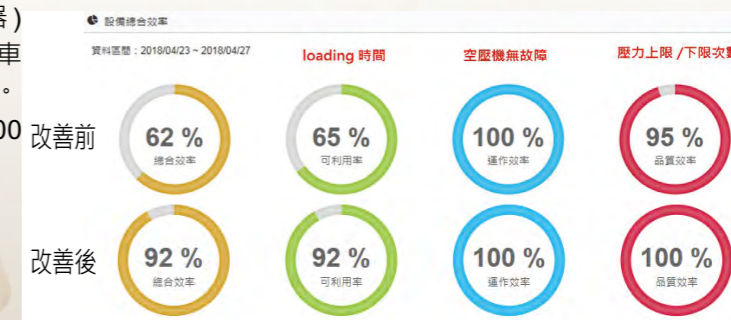 器)
車
。
00
設備總合效率
資料區間：2018/04/23 ~ 2018/04/27
loading 時間
空壓機無故障
壓力上限 /下限次
改善前
62 %
總合效率
65 %
可利用率
100 %
運作效率
95 %
品質效率
改善後
92 %
總合效率
92 %
可利用率
100 %
運作效率
100 %
品質效率